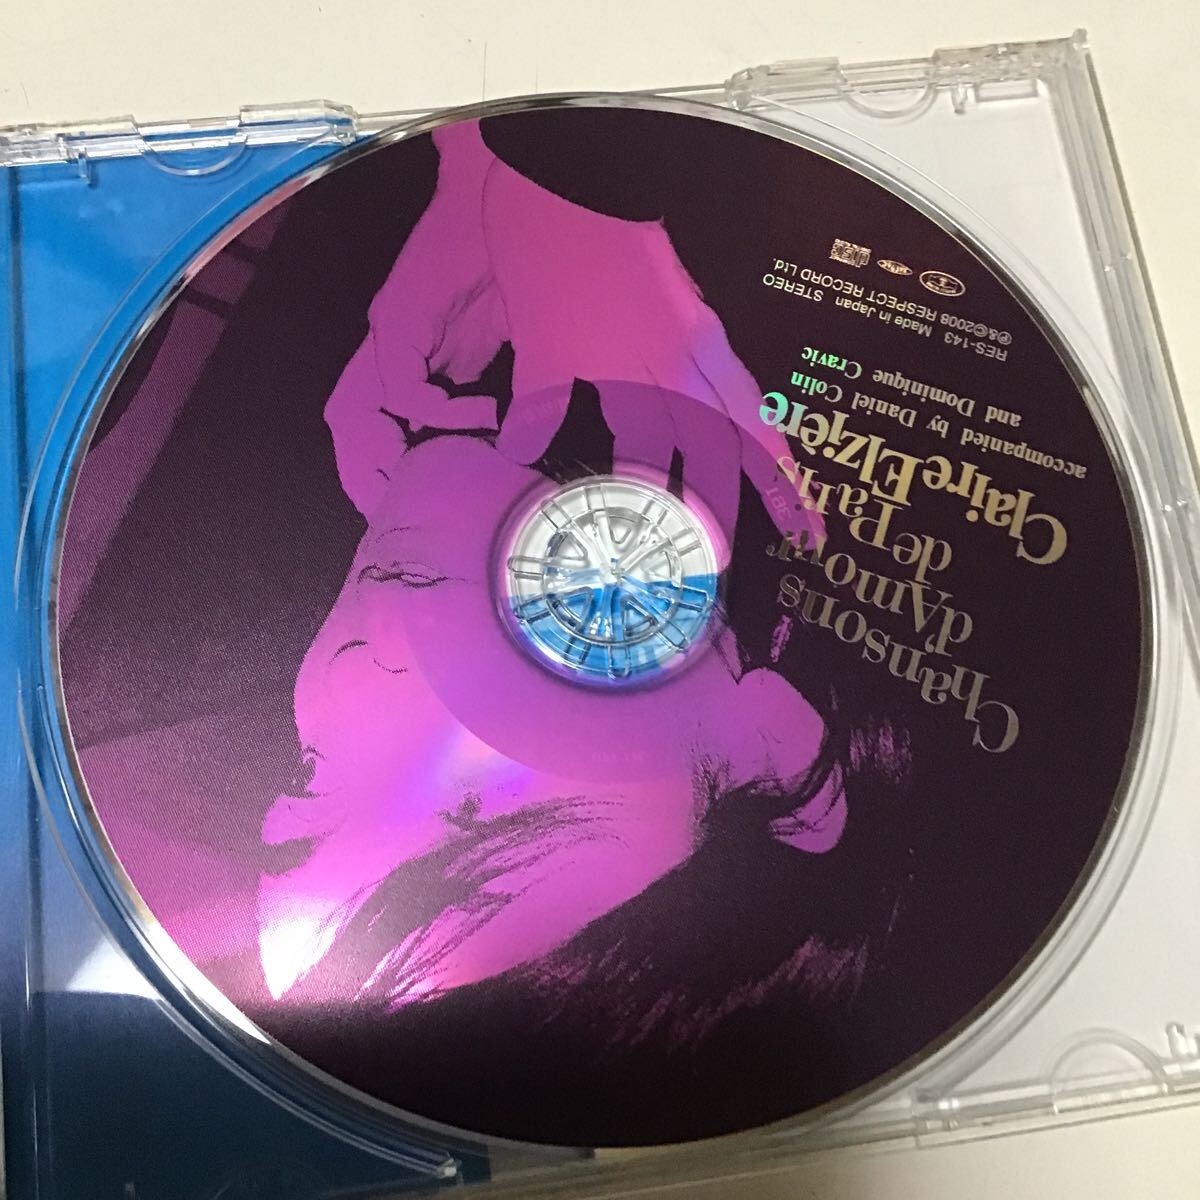 Chansons
d'Amour
de Paris
Claire Elzière
accompanied by Daniel Colin
and Dominique Cravic
RES-143 Made in Japan STEREO
℗&©2008 RESPECT RECORD Ltd.